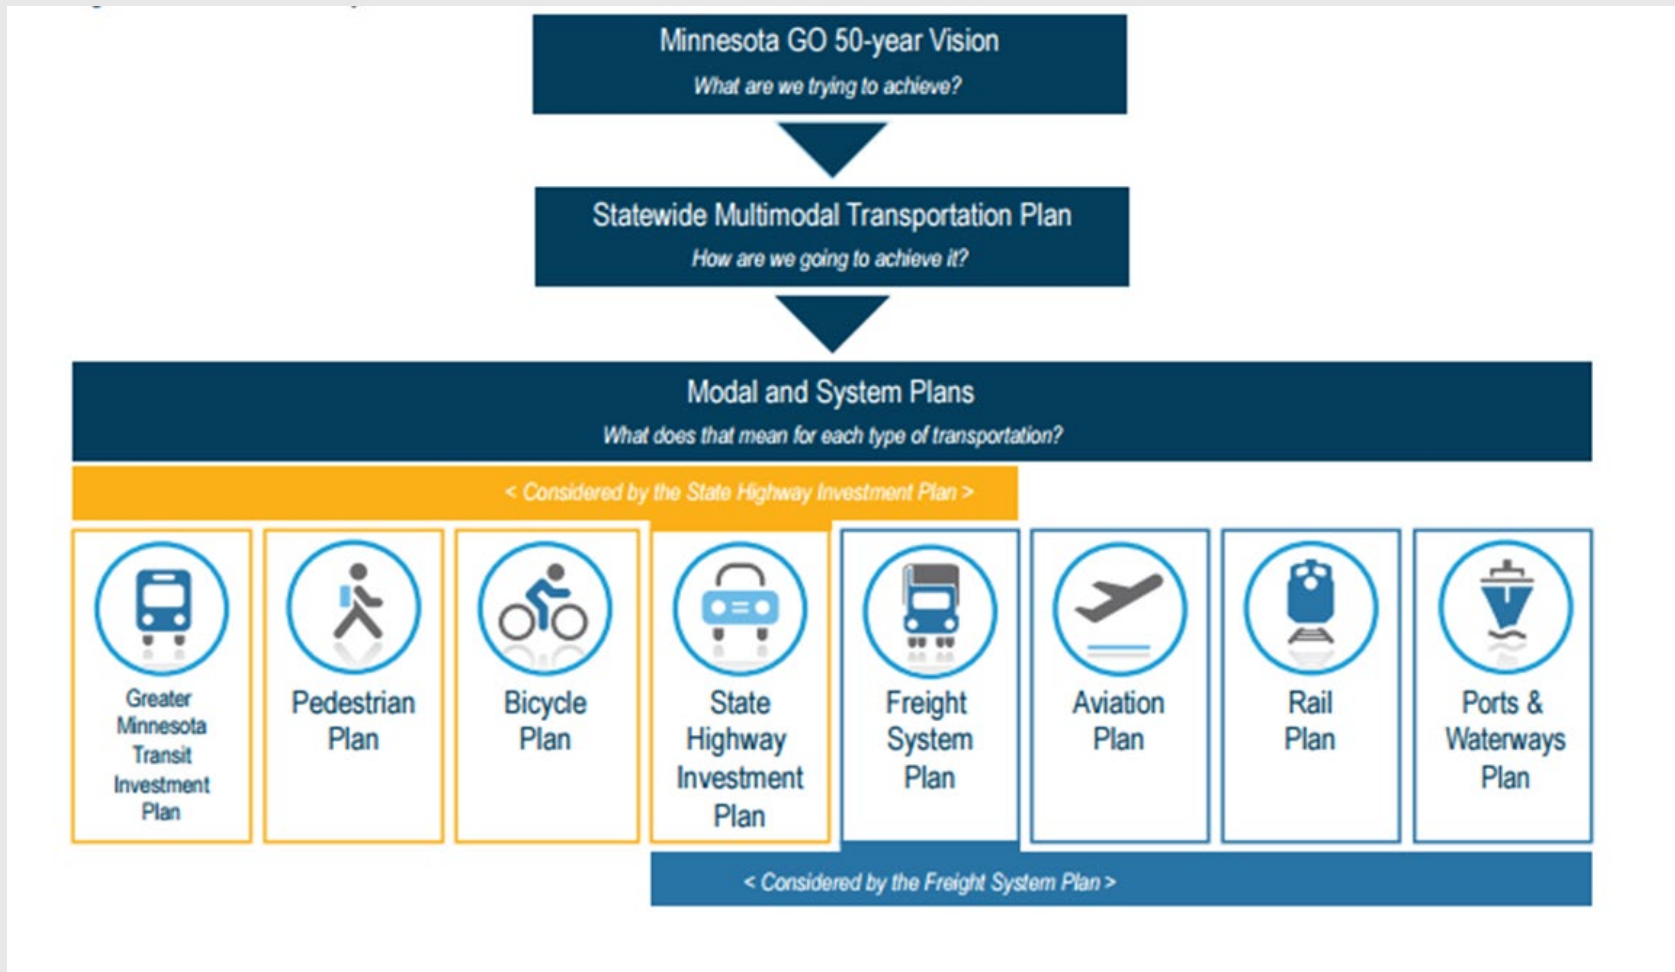 Minnesota GO 50-year Vision
What are we trying to achieve?
Statewide Multimodal Transportation Plan
How are we going to achieve it?
Modal and System Plans
What does that mean for each type of transportation?
< Considered by the State Highway Investment Plan >
Greater
Minnesota
Transit
Investment
Plan
Pedestrian
Plan
Bicycle
Plan
State
Highway
Investment
Plan
Freight
System
Plan
Aviation
Plan
Rail
Plan
Ports &
Waterways
Plan
< Considered by the Freight System Plan >